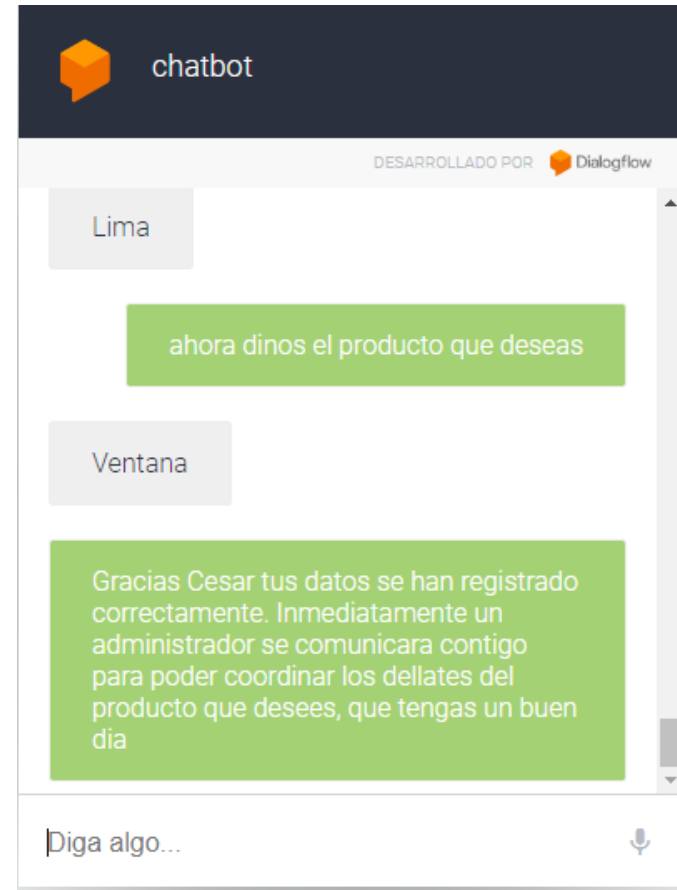 chatbot
DESARROLLADO POR Dialogflow
Lima
ahora dinos el producto que deseas
Ventana
Gracias Cesar tus datos se han registrado
correctamente. Inmediatamente un
administrador se comunicara contigo
para poder coordinar los dellates del
producto que desees, que tengas un buen
dia
Diga algo...